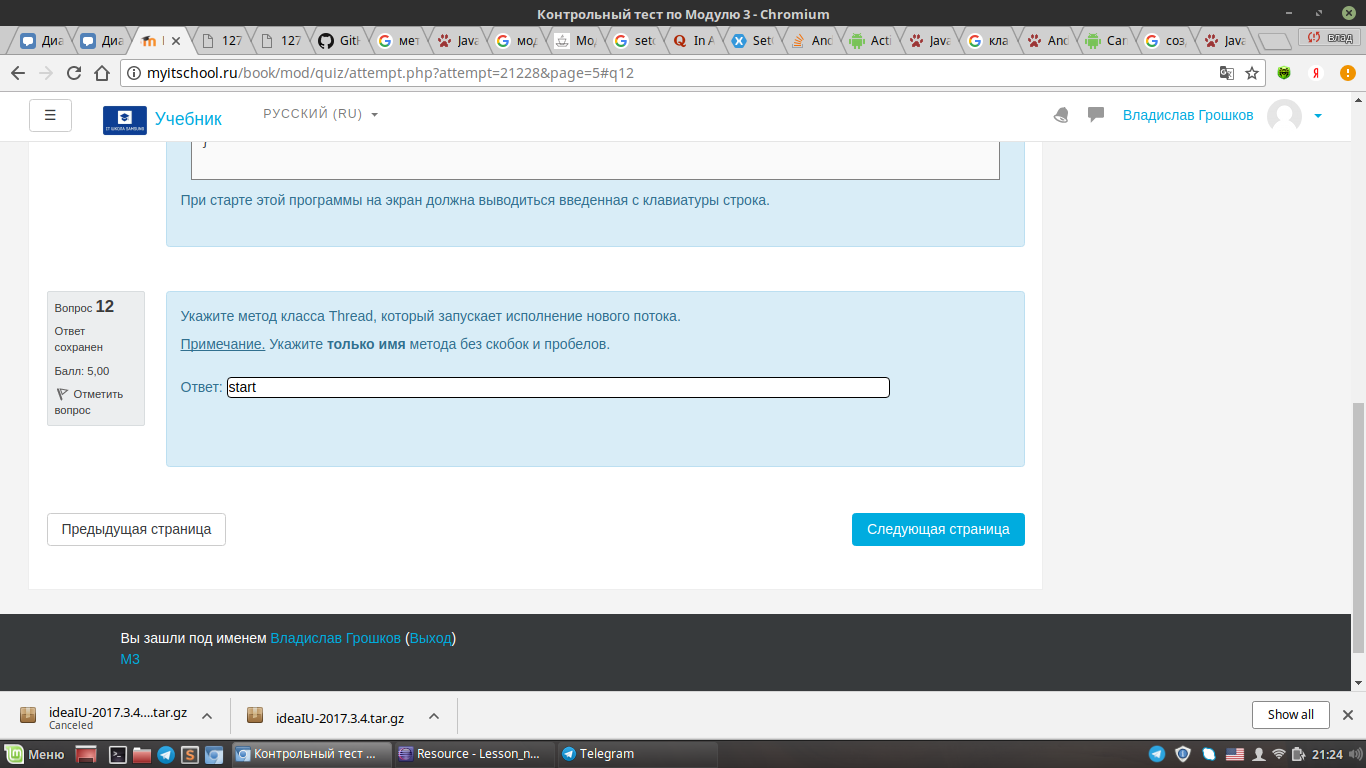 Контрольный тест по Модулю 3 - Chromium
Диа
Диа
127
127
GitH
мет
Java
мод
Мод
seto
In A
Set
And
Acti
Java
кла
And
Car
соз
Java
влад
myitschool.ru/book/mod/quiz/attempt.php?attempt=21228&page=5#q12
Учебник
РУССКИЙ (RU)
Владислав Грошков
}
При старте этой программы на экран должна выводиться введенная с клавиатуры строка.
Вопрос 12
Ответ
сохранен
Балл: 5,00
Отметить
вопрос
Укажите метод класса Thread, который запускает исполнение нового потока.
Примечание. Укажите только имя метода без скобок и пробелов.
Ответ: start
Предыдущая страница
Следующая страница
Вы зашли под именем Владислав Грошков (Выход)
М3
ideaIU-2017.3.4....tar.gz
Canceled
ideaIU-2017.3.4.tar.gz
Show all
Меню
Контрольный тест ...
Resource - Lesson_n...
Telegram
21:24